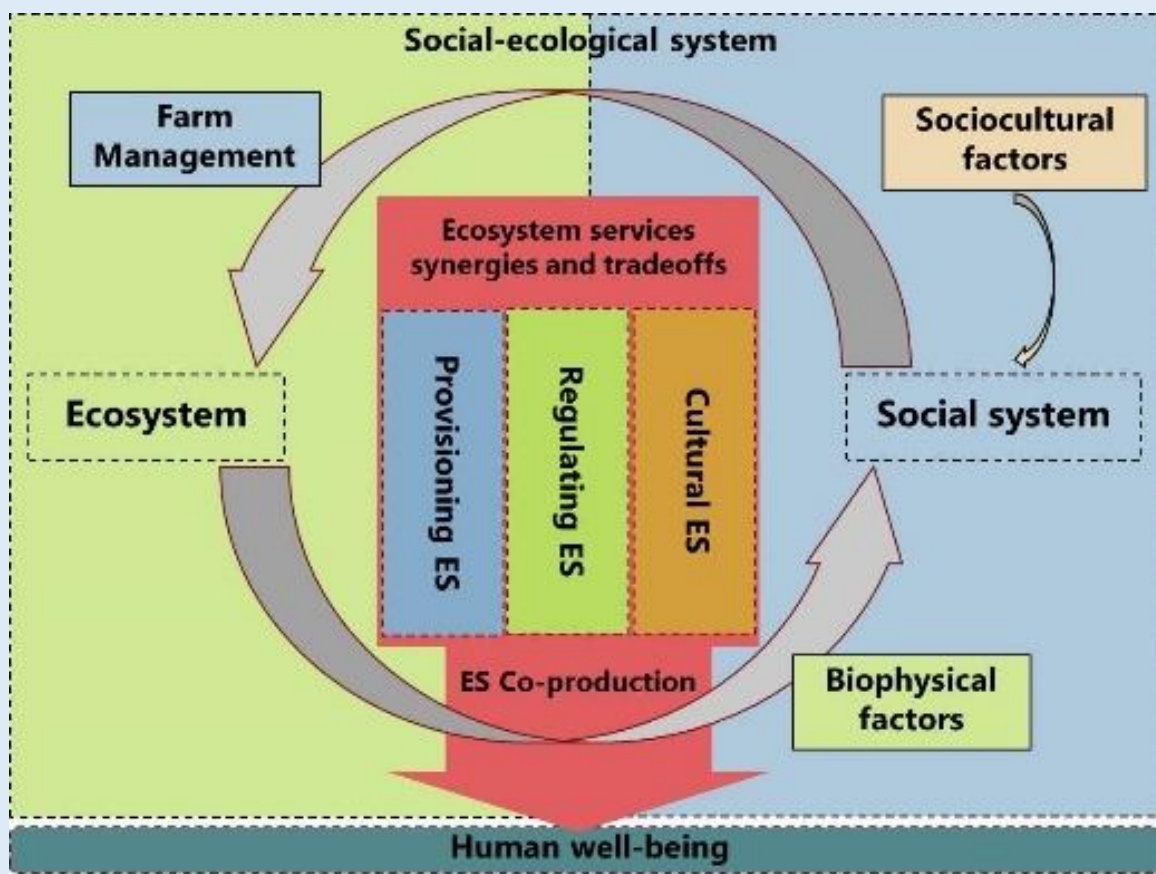 Social-ecological system
Farm
Management
Sociocultural
factors
Ecosystem services
synergies and tradeoffs
Ecosystem
Provisioning ES
Regulating ES
Cultural ES
Social system
ES Co-production
Biophysical
factors
Human well-being